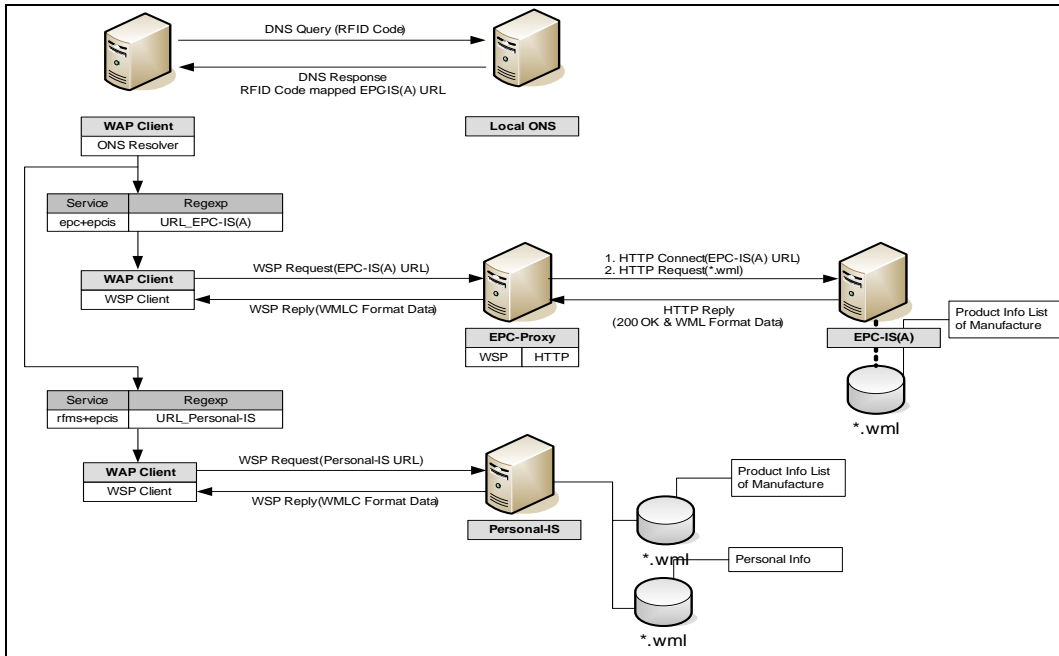 DNS Query (RFID Code)
DNS Response
RFID Code mapped EPGIS(A) URL
WAP Client
ONS Resolver
Local ONS
Service
Regexp
epc+epcis
URL_EPC-IS(A)
WAP Client
WSP Client
WSP Request(EPC-IS(A) URL)
WSP Reply(WMLC Format Data)
EPC-Proxy
WSP
HTTP
1. HTTP Connect(EPC-IS(A) URL)
2. HTTP Request(*.wml)
HTTP Reply
(200 OK & WML Format Data)
EPC-IS(A)
Product Info List
of Manufacture
*.wml
Service
Regexp
rfms+epcis
URL_Personal-IS
WAP Client
WSP Client
WSP Request(Personal-IS URL)
WSP Reply(WMLC Format Data)
Personal-IS
Product Info List
of Manufacture
*.wml
Personal Info
*.wml